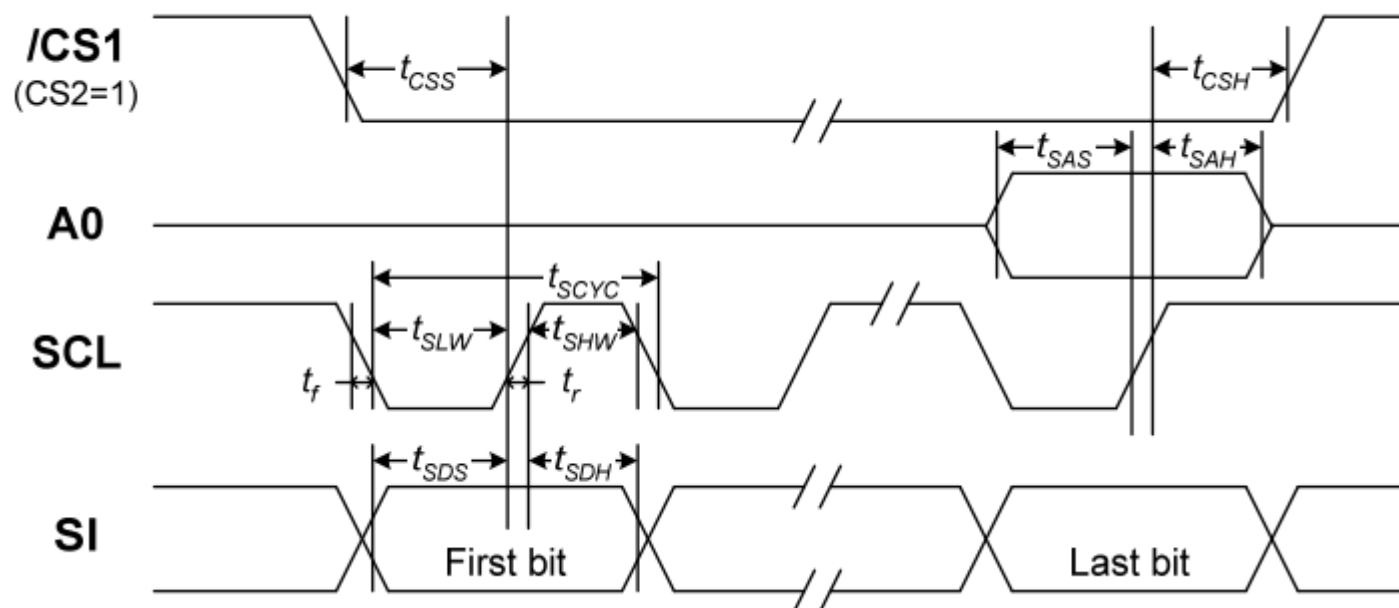 /CS1
(CS2=1)
tCSS
tCSH
tSAS
tSAH
A0
tSCYC
SCL
tSLW
tSHW
tf
tr
tSDS
tSDH
SI
First bit
Last bit